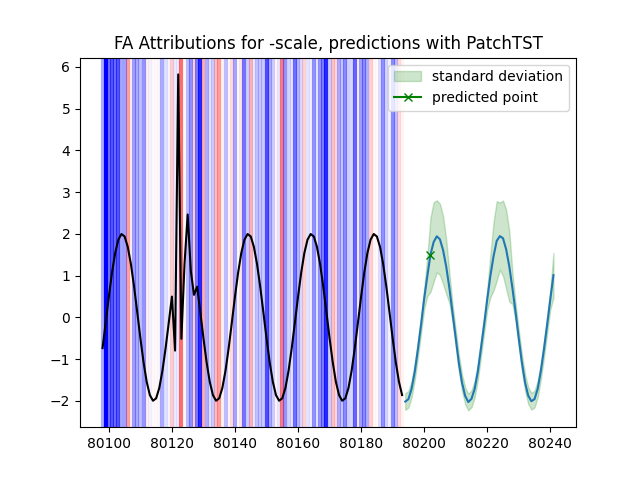 FA Attributions for -scale, predictions with PatchTST
standard deviation
predicted point
6
5
4
3
2
1
0
−1
−2
80100 80120 80140 80160 80180 80200 80220 80240